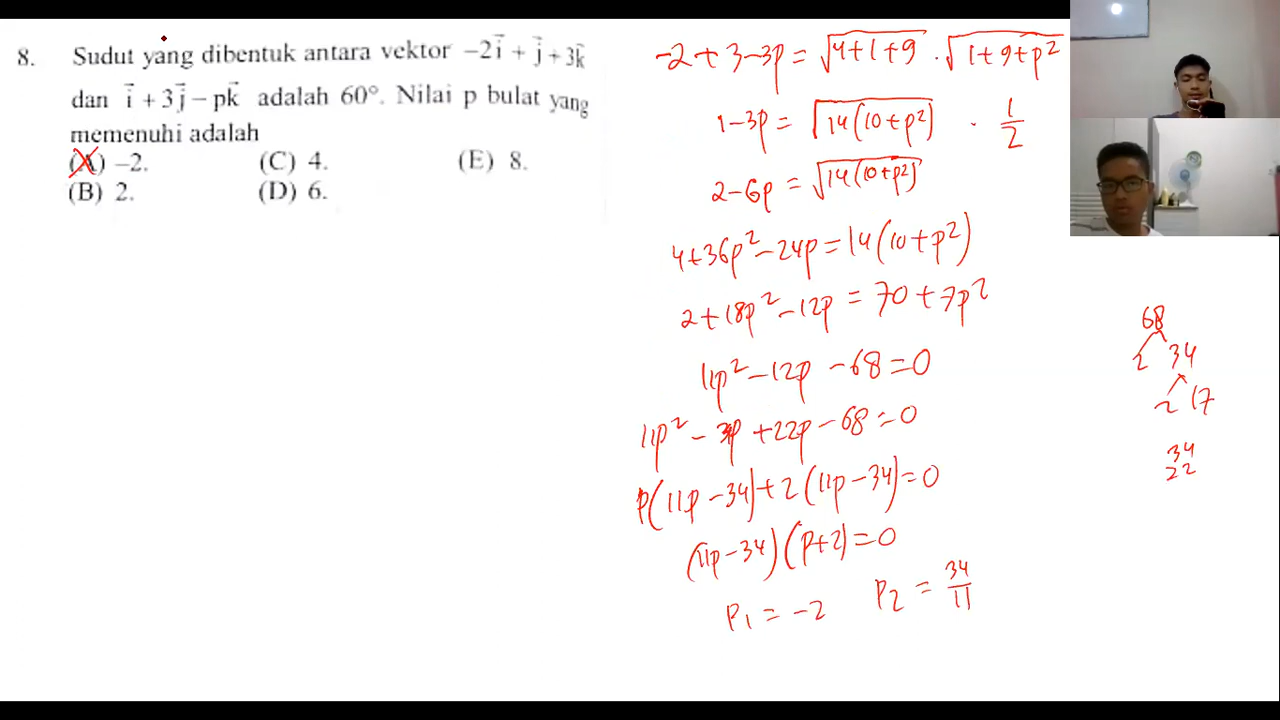 8. Sudut yang dibentuk antara vektor −2i⃗ + j⃗ + 3k⃗
dan i⃗ + 3j⃗ − pk⃗ adalah 60°. Nilai p bulat yang
memenuhi adalah
(A) −2. (C) 4. (E) 8.
(B) 2. (D) 6.
-2 + 3 - 3p = √(4+1+9) · √(1+9+p²)
1-3p = √(14(10+p²)) · 1/2
2-6p = √(14(10+p²))
4+36p²-24p = 14(10+p²)
2+18p²-12p = 70+7p²
11p²-12p-68=0
11p²-34p+22p-68=0
p(11p-34)+2(11p-34)=0
(11p-34)(p+2)=0
P₁ = -2 P₂ = 34/11
68
2 34
2 17
34
22